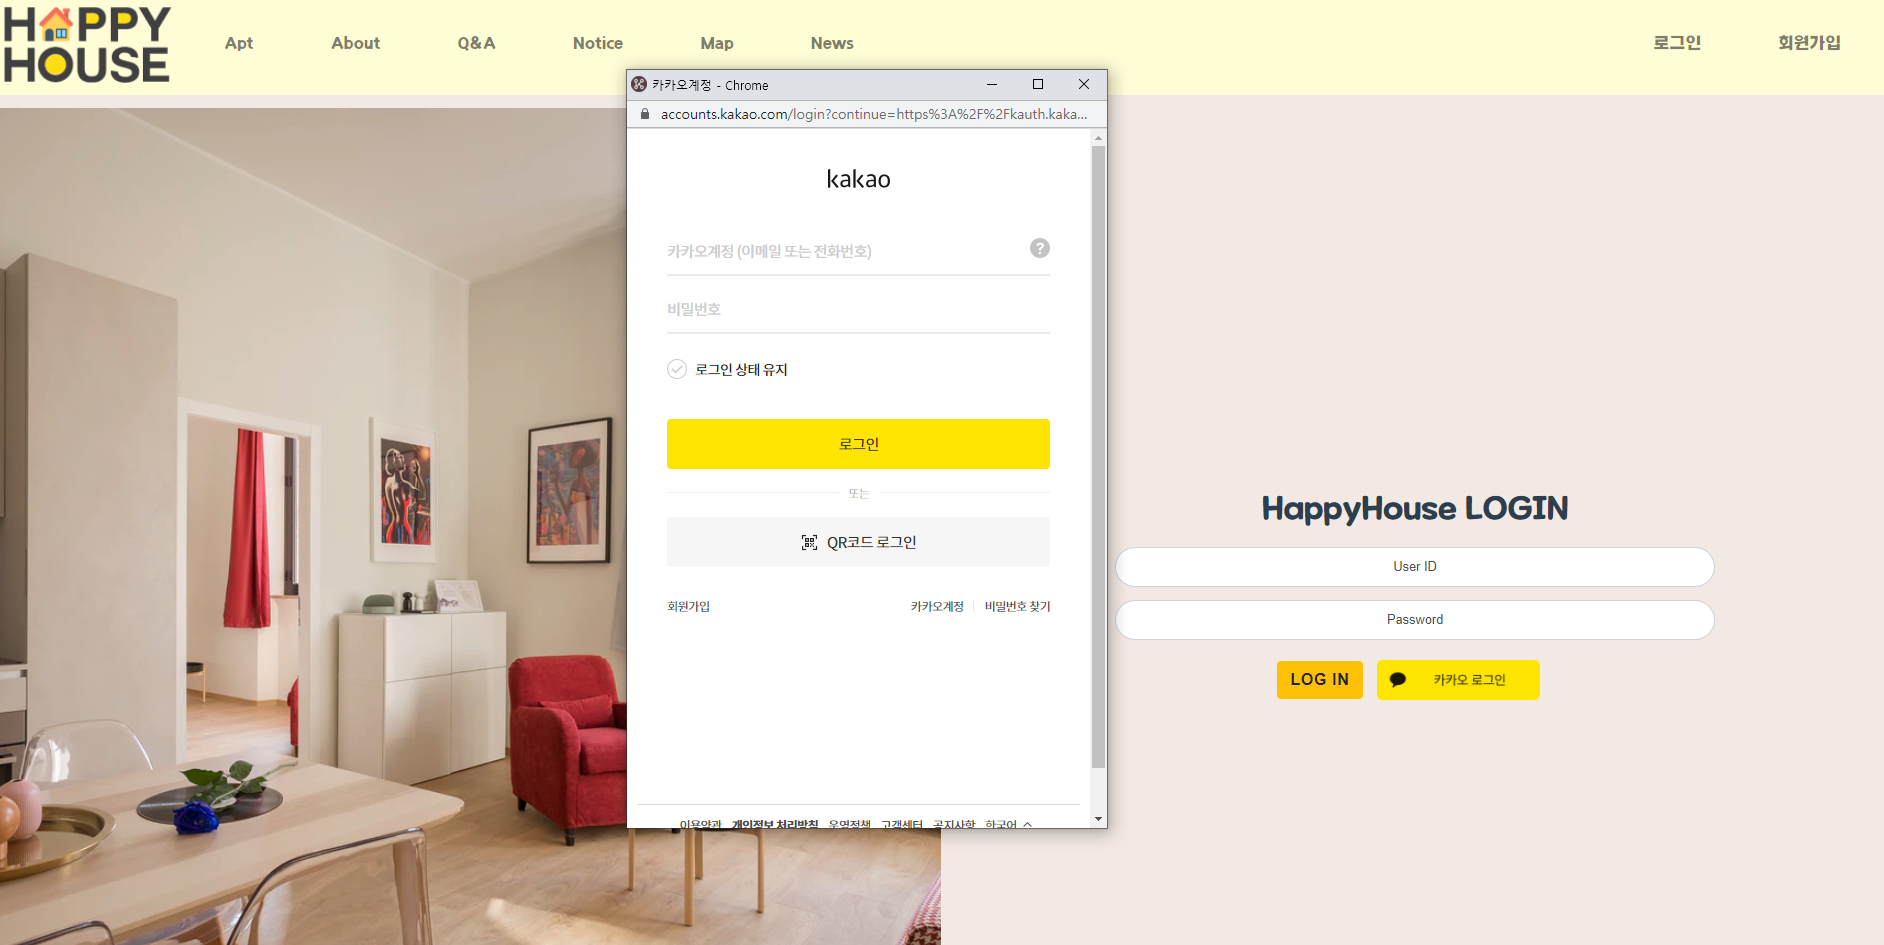 HAPPY
HOUSE
Apt
About
Q&A
Notice
Map
News
로그인
회원가입
카카오계정 - Chrome
accounts.kakao.com/login?continue=https%3A%2F%2Fkauth.kaka...
kakao
카카오계정 (이메일 또는 전화번호)
?
비밀번호
로그인 상태 유지
로그인
또는
QR코드 로그인
회원가입
카카오계정
비밀번호 찾기
이용약관 개인정보 처리방침 운영정책 고객센터 공지사항 한국어
HappyHouse LOGIN
User ID
Password
LOG IN
카카오 로그인